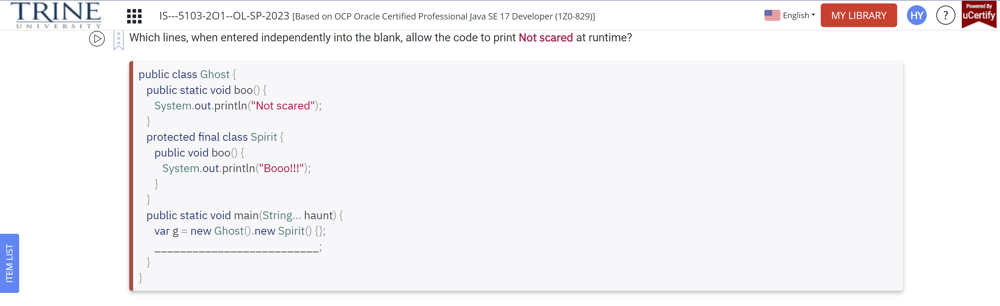 TRINE
UNIVERSITY
IS---5103-2O1--OL-SP-2023 [Based on OCP Oracle Certified Professional Java SE 17 Developer (1Z0-829)]
English
MY LIBRARY
HY
?
Powered By
uCertify
Which lines, when entered independently into the blank, allow the code to print Not scared at runtime?
public class Ghost {
public static void boo() {
System.out.println("Not scared");
}
protected final class Spirit {
public void boo() {
System.out.println("Booo!!!");
}
}
public static void main(String... haunt) {
var g = new Ghost().new Spirit() {};
__________________________;
}
}
ITEM LIST